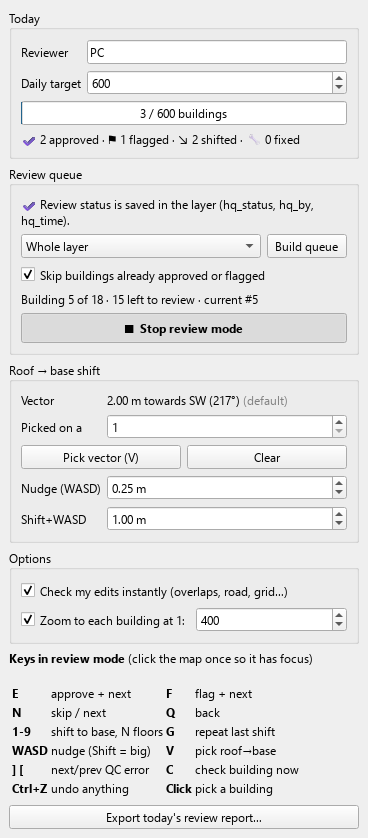 Today
Reviewer PC
Daily target 600
3 / 600 buildings
✔ 2 approved · ⚑ 1 flagged · ↘ 2 shifted · 🔧 0 fixed
Review queue
✔ Review status is saved in the layer (hq_status, hq_by,
hq_time).
Whole layer Build queue
Skip buildings already approved or flagged
Building 5 of 18 · 15 left to review · current #5
■ Stop review mode
Roof → base shift
Vector 2.00 m towards SW (217°) (default)
Picked on a 1
Pick vector (V) Clear
Nudge (WASD) 0.25 m
Shift+WASD 1.00 m
Options
Check my edits instantly (overlaps, road, grid...)
Zoom to each building at 1: 400
Keys in review mode (click the map once so it has focus)
E approve + next F flag + next
N skip / next Q back
1-9 shift to base, N floors G repeat last shift
WASD nudge (Shift = big) V pick roof→base
] [ next/prev QC error C check building now
Ctrl+Z undo anything Click pick a building
Export today's review report...